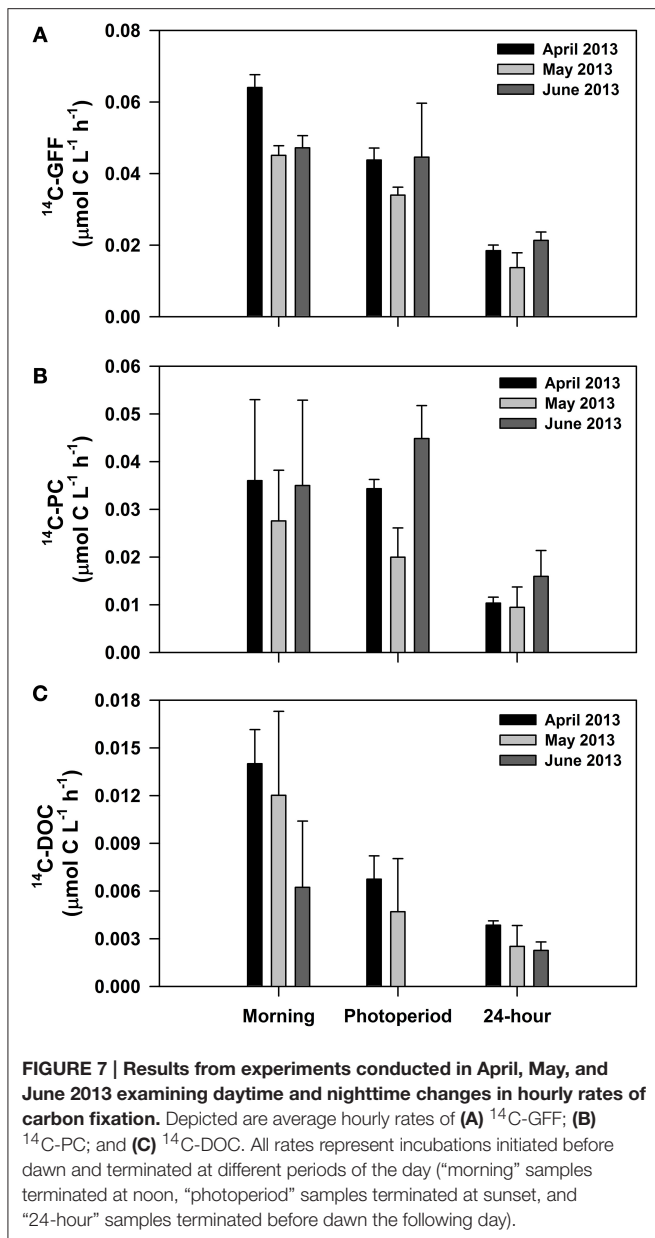 A
0.08
0.06
0.04
0.02
0.00
¹⁴C-GFF
(μmol C L⁻¹ h⁻¹)
April 2013
May 2013
June 2013
B
0.06
0.05
0.04
0.03
0.02
0.01
0.00
¹⁴C-PC
(μmol C L⁻¹ h⁻¹)
April 2013
May 2013
June 2013
C
0.018
0.015
0.012
0.009
0.006
0.003
0.000
¹⁴C-DOC
(μmol C L⁻¹ h⁻¹)
April 2013
May 2013
June 2013
Morning Photoperiod 24-hour
FIGURE 7 | Results from experiments conducted in April, May, and
June 2013 examining daytime and nighttime changes in hourly rates of
carbon fixation. Depicted are average hourly rates of (A) ¹⁴C-GFF; (B)
¹⁴C-PC; and (C) ¹⁴C-DOC. All rates represent incubations initiated before
dawn and terminated at different periods of the day (“morning” samples
terminated at noon, “photoperiod” samples terminated at sunset, and
“24-hour” samples terminated before dawn the following day).